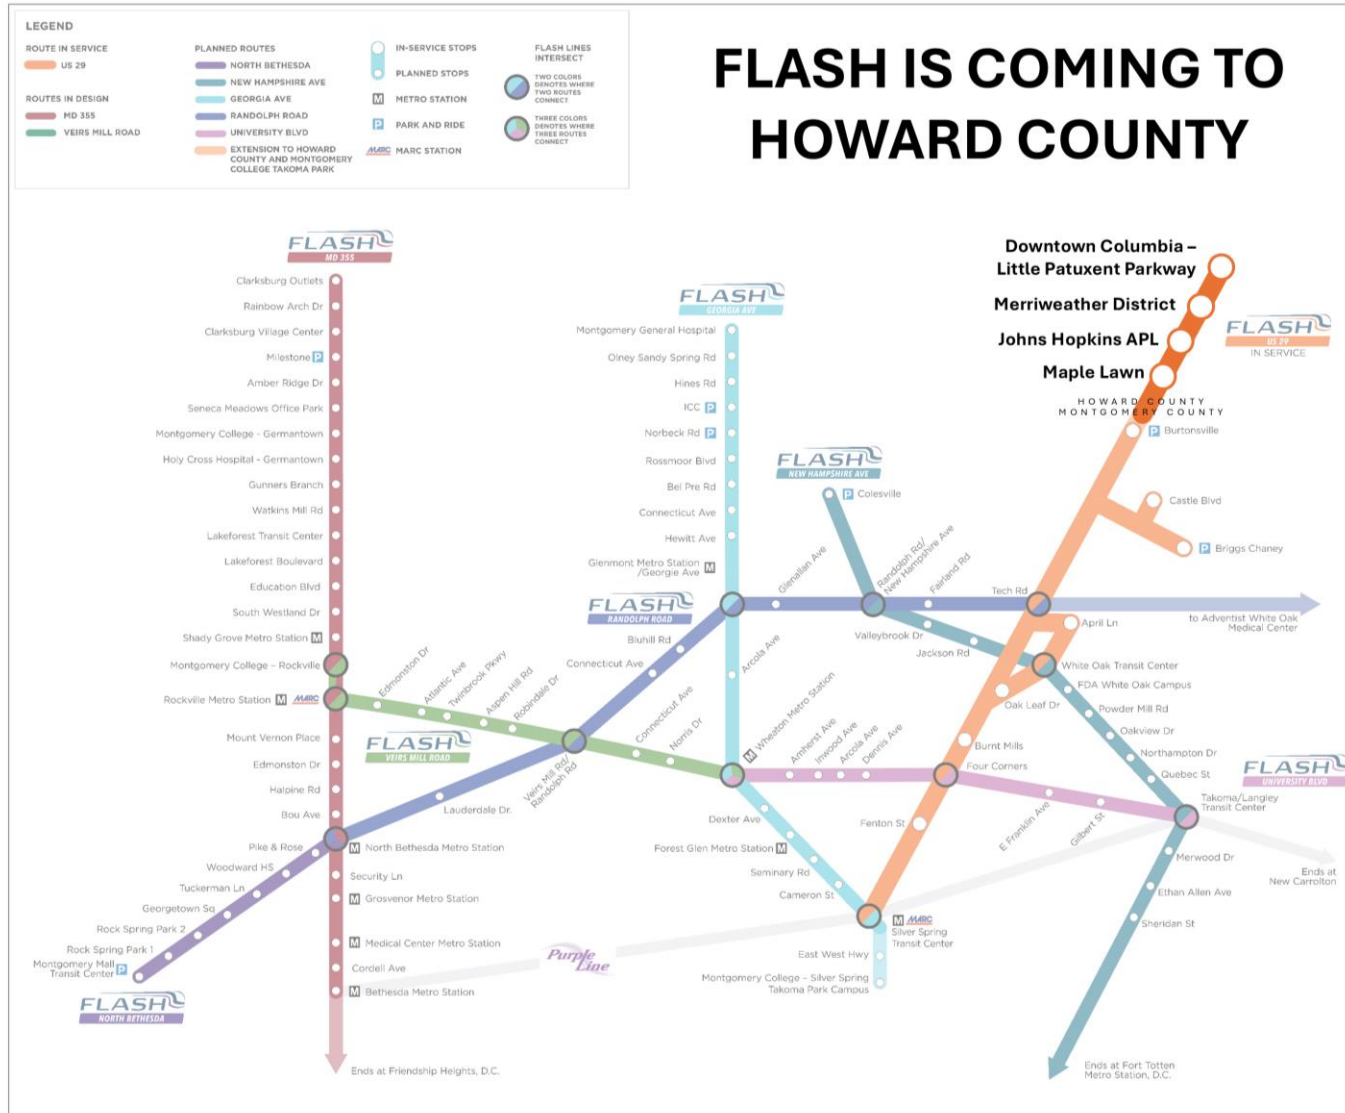 LEGEND
ROUTE IN SERVICE
US 29
ROUTES IN DESIGN
MD 355
VEIRS MILL ROAD
PLANNED ROUTES
NORTH BETHESDA
NEW HAMPSHIRE AVE
GEORGIA AVE
RANDOLPH ROAD
UNIVERSITY BLVD
EXTENSION TO HOWARD
COUNTY AND MONTGOMERY
COLLEGE TAKOMA PARK
IN-SERVICE STOPS
PLANNED STOPS
M METRO STATION
P PARK AND RIDE
MARC MARC STATION
FLASH LINES
INTERSECT
TWO COLORS
DENOTES WHERE
TWO ROUTES
CONNECT
THREE COLORS
DENOTES WHERE
THREE ROUTES
CONNECT
FLASH IS COMING TO
HOWARD COUNTY
FLASH
MD 355
Clarksburg Outlets
Rainbow Arch Dr
Clarksburg Village Center
Milestone P
Amber Ridge Dr
Seneca Meadows Office Park
Montgomery College - Germantown
Holy Cross Hospital - Germantown
Gunners Branch
Watkins Mill Rd
Lakeforest Transit Center
Lakeforest Boulevard
Education Blvd
South Westland Dr
Shady Grove Metro Station M
Montgomery College - Rockville
Rockville Metro Station M MARC
Mount Vernon Place
Edmonston Dr
Halpine Rd
Bou Ave
M North Bethesda Metro Station
Security Ln
M Grosvenor Metro Station
M Medical Center Metro Station
Cordell Ave
M Bethesda Metro Station
Ends at Friendship Heights, D.C.
Pike & Rose
Woodward HS
Tuckerman Ln
Georgetown Sq
Rock Spring Park 2
Rock Spring Park 1
Montgomery Mall
Transit Center P
FLASH
NORTH BETHESDA
Edmonston Dr
Atlantic Ave
Twinbrook Pkwy
Aspen Hill Rd
Robindale Dr
FLASH
VEIRS MILL ROAD
Veirs Mill Rd/
Randolph Rd
Connecticut Ave
Norris Dr
M Wheaton Metro Station
Lauderdale Dr.
Connecticut Ave
Bluhill Rd
FLASH
RANDOLPH ROAD
FLASH
GEORGIA AVE
Montgomery General Hospital
Olney Sandy Spring Rd
Hines Rd
ICC P
Norbeck Rd P
Rossmoor Blvd
Bel Pre Rd
Connecticut Ave
Hewitt Ave
Glenmont Metro Station
/Georgie Ave M
Arcola Ave
Dexter Ave
Forest Glen Metro Station M
Seminary Rd
Cameron St
M MARC
Silver Spring
Transit Center
East West Hwy
Montgomery College - Silver Spring
Takoma Park Campus
Purple
Line
Glenallan Ave
Randolph Rd/
New Hampshire Ave
Fairland Rd
Tech Rd
to Adventist White Oak
Medical Center
FLASH
NEW HAMPSHIRE AVE
P Colesville
Valleybrook Dr
Jackson Rd
White Oak Transit Center
FDA White Oak Campus
Powder Mill Rd
Oakview Dr
Northampton Dr
Quebec St
Takoma/Langley
Transit Center
Merwood Dr
Ethan Allen Ave
Sheridan St
Ends at Fort Totten
Metro Station, D.C.
Ends at
New Carrolton
FLASH
UNIVERSITY BLVD
Amherst Ave
Inwood Ave
Arcola Ave
Dennis Ave
Four Corners
E Franklin Ave
Gilbert St
Downtown Columbia –
Little Patuxent Parkway
Merriweather District
Johns Hopkins APL
Maple Lawn
FLASH
US 29
IN SERVICE
HOWARD COUNTY
MONTGOMERY COUNTY
P Burtonsville
Castle Blvd
P Briggs Chaney
April Ln
Oak Leaf Dr
Burnt Mills
Fenton St